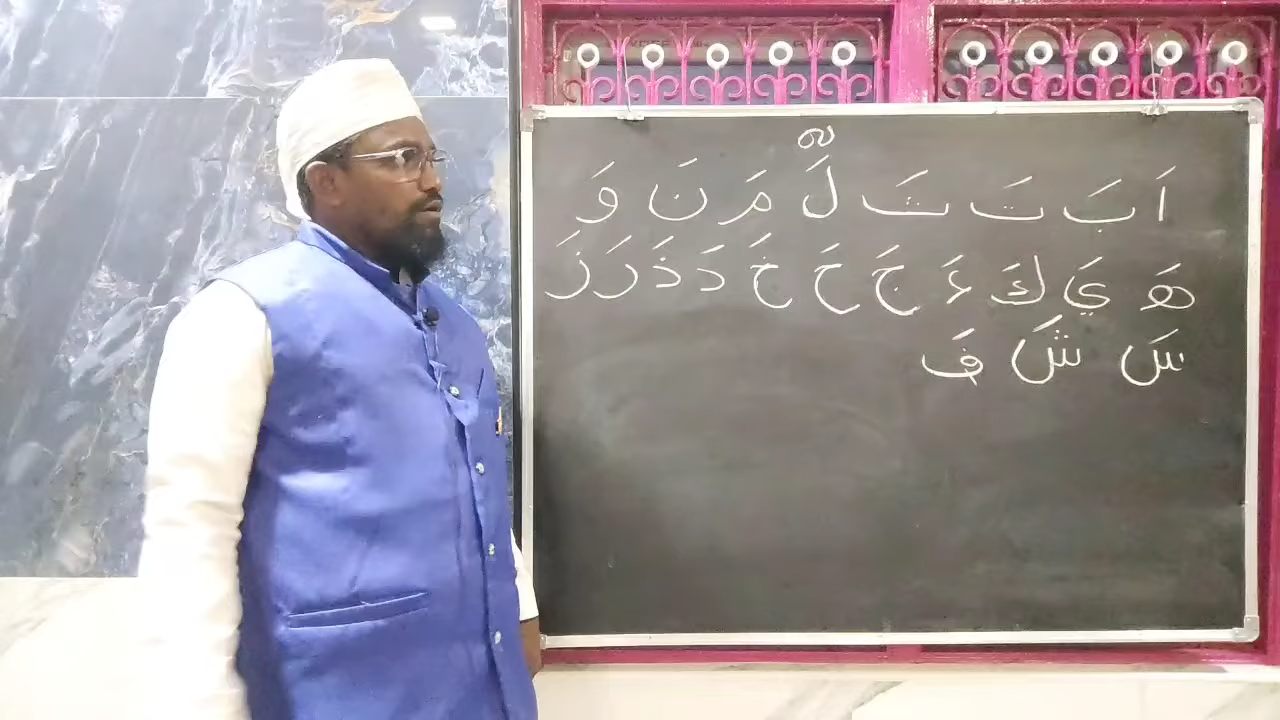 اَ بَ تَ ثَ لَّ مَ نَ وَ
هَ يَ كَ ءَ جَ حَ خَ دَ ذَ رَ زَ
سَ شَ فَ